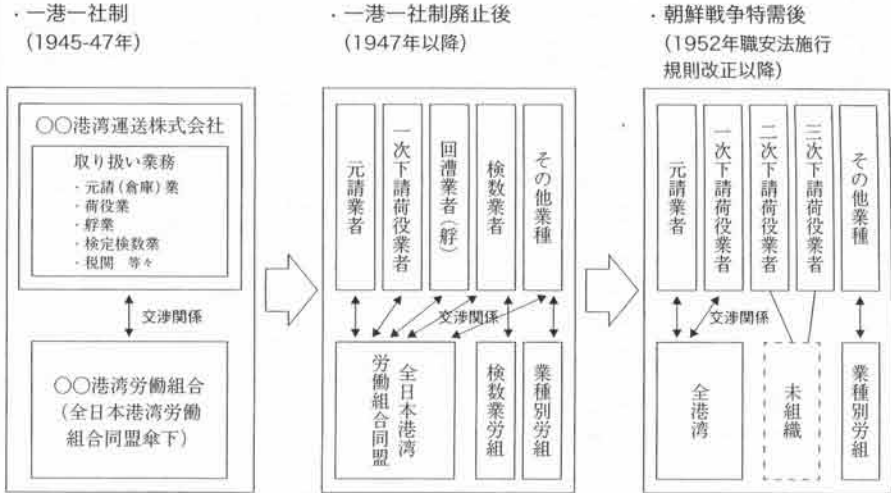 ・一港一社制
(1945-47年)
〇〇港湾運送株式会社
取り扱い業務
・元請(倉庫)業
・荷役業
・艀業
・検定検数業
・税関　等々
交渉関係
〇〇港湾労働組合
(全日本港湾労働
組合同盟傘下)
・一港一社制廃止後
(1947年以降)
元請業者
一次下請荷役業者
回漕業者(艀)
検数業者
その他業種
交渉関係
全日本港湾
労働組合同盟
検数業労組
業種別労組
・朝鮮戦争特需後
(1952年職安法施行
規則改正以降)
元請業者
一次下請荷役業者
二次下請荷役業者
三次下請荷役業者
その他業種
交渉関係
全港湾
未組織
業種別労組